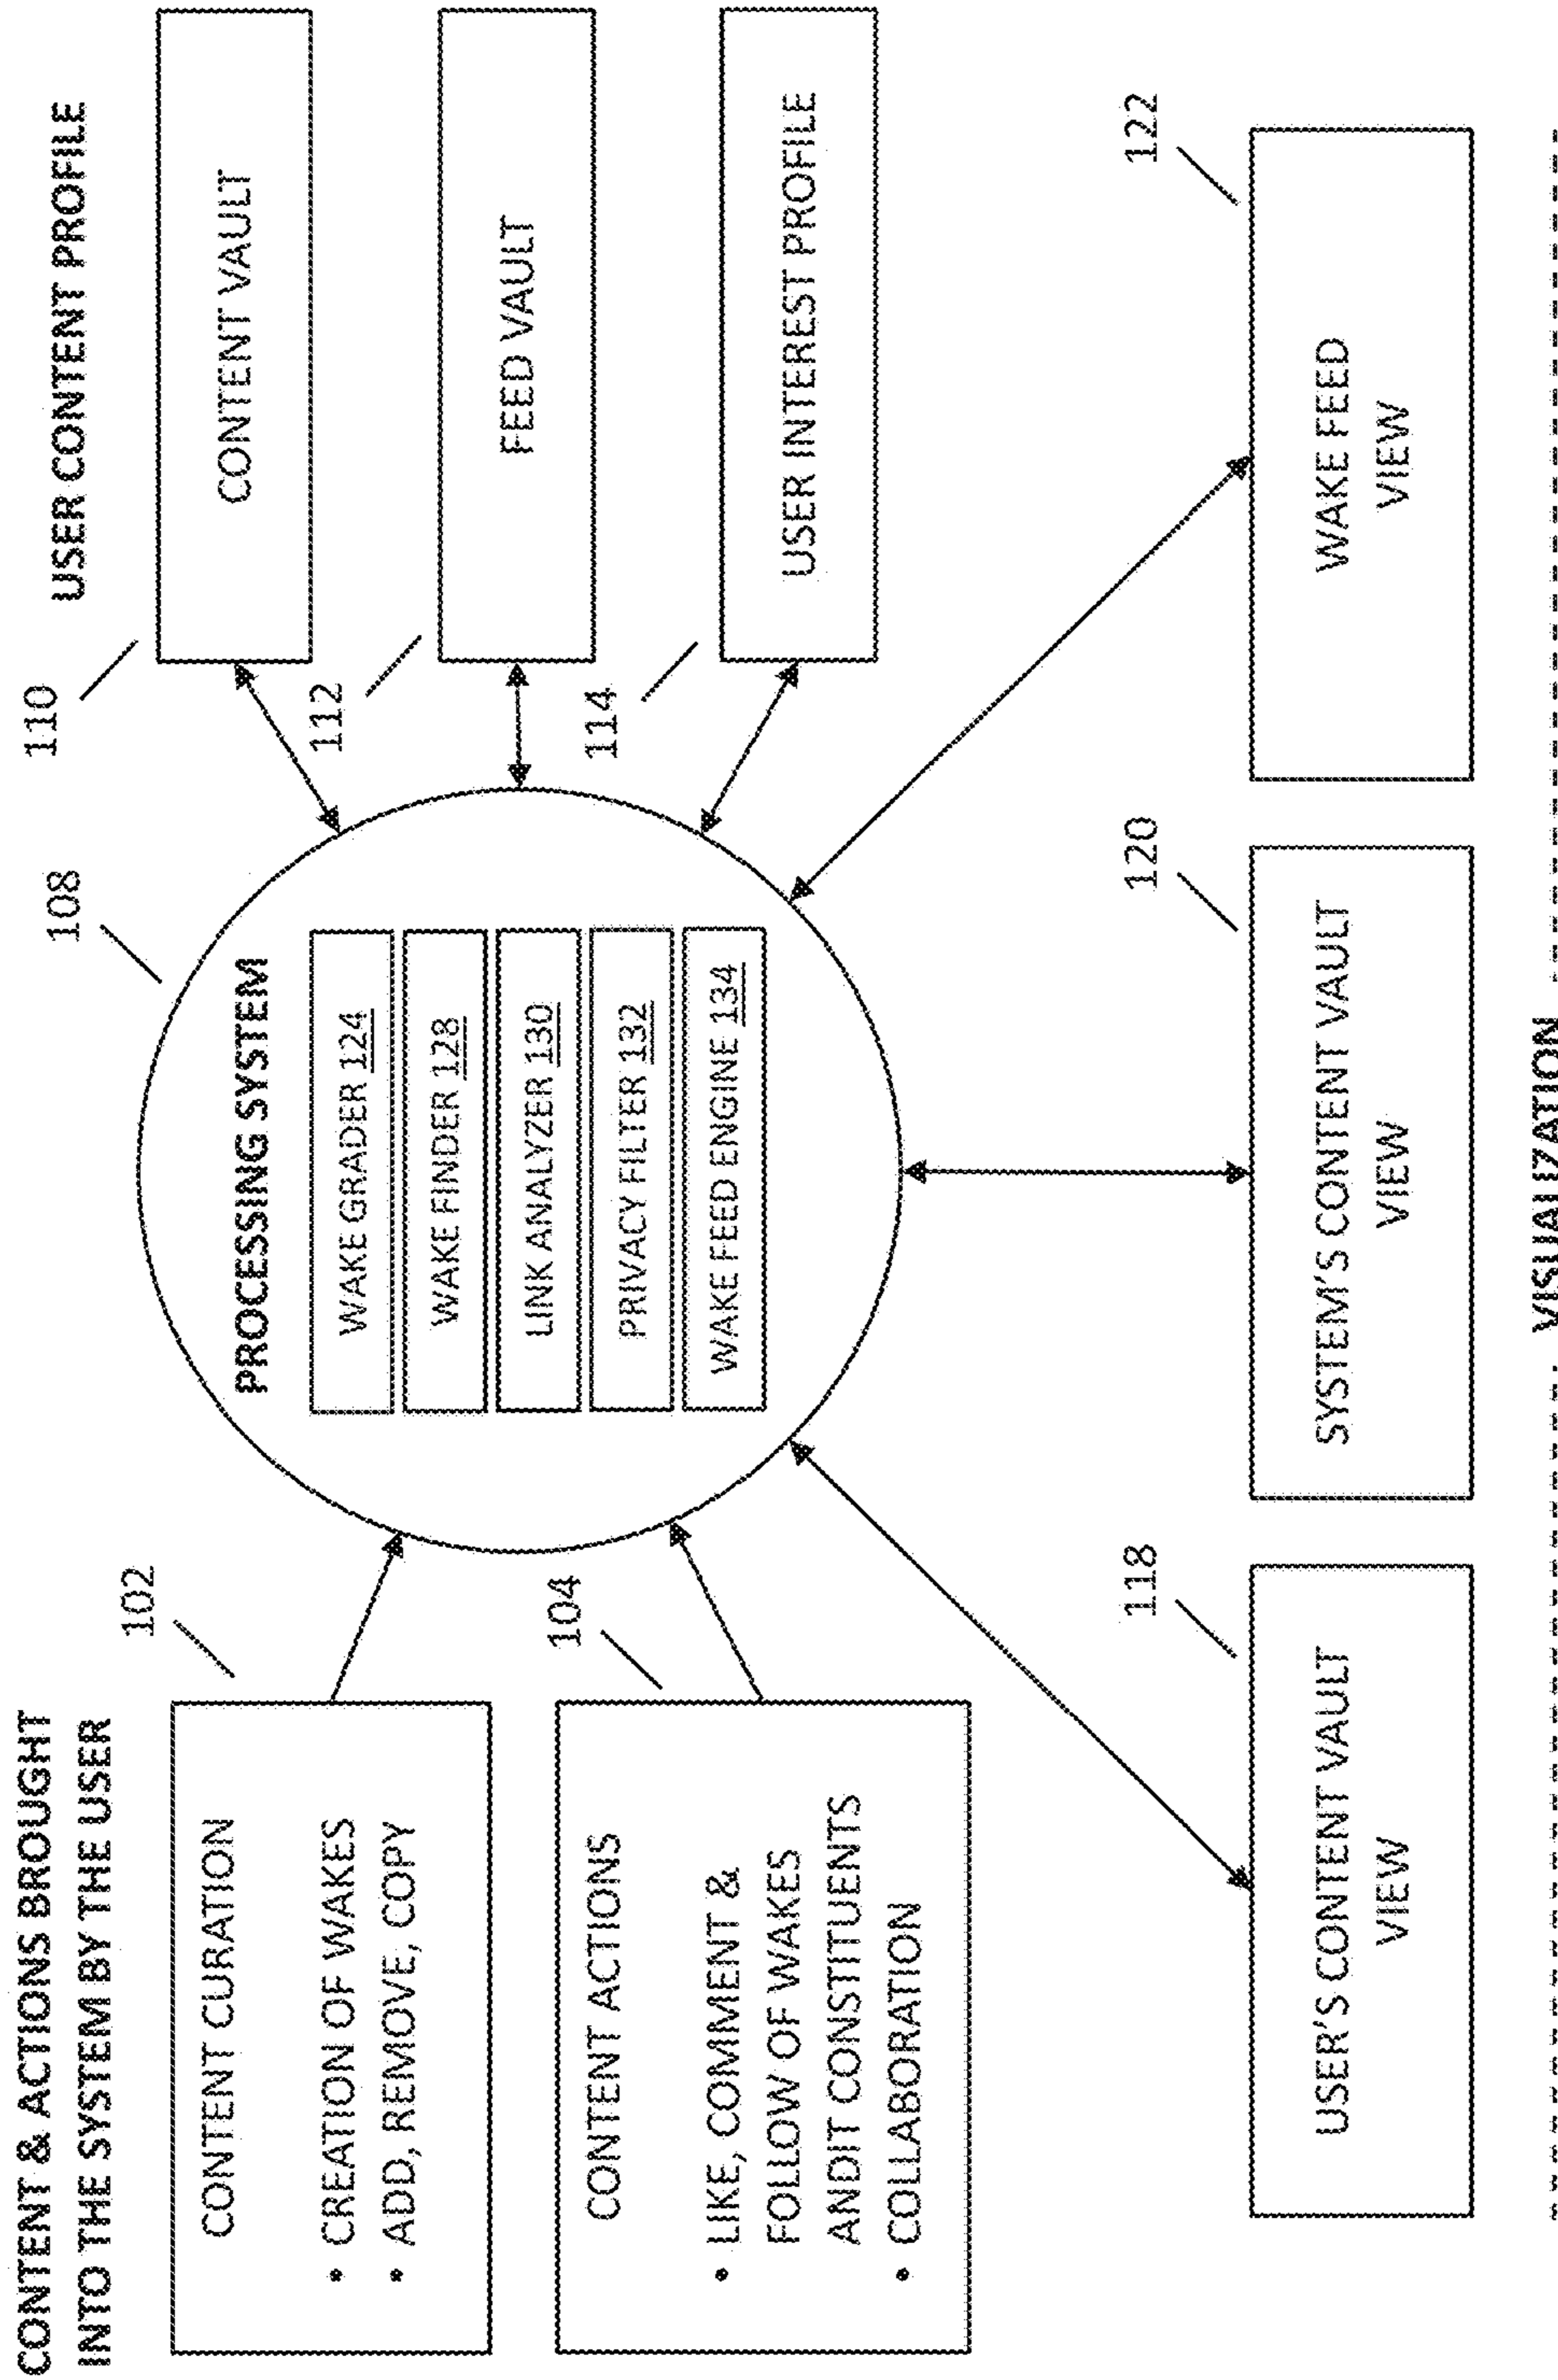 CONTENT & ACTIONS BROUGHT
INTO THE SYSTEM BY THE USER
102
CONTENT CURATION
• CREATION OF WAKES
• ADD, REMOVE, COPY
104
CONTENT ACTIONS
• LIKE, COMMENT &
FOLLOW OF WAKES
ANDIT CONSTITUENTS
• COLLABORATION
108
PROCESSING SYSTEM
WAKE GRADER 124
WAKE FINDER 128
LINK ANALYZER 130
PRIVACY FILTER 132
WAKE FEED ENGINE 134
USER CONTENT PROFILE
110
CONTENT VAULT
112
FEED VAULT
114
USER INTEREST PROFILE
118
USER'S CONTENT VAULT
VIEW
120
SYSTEM'S CONTENT VAULT
VIEW
122
WAKE FEED
VIEW
VISUALIZATION